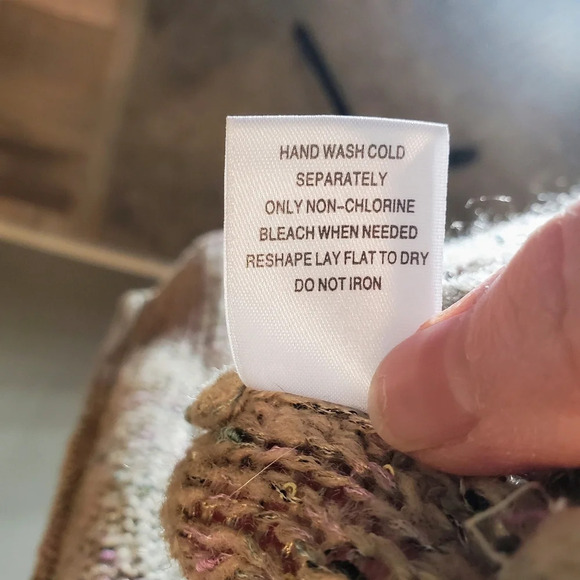 HAND WASH COLD
SEPARATELY
ONLY NON-CHLORINE
BLEACH WHEN NEEDED
RESHAPE LAY FLAT TO DRY
DO NOT IRON